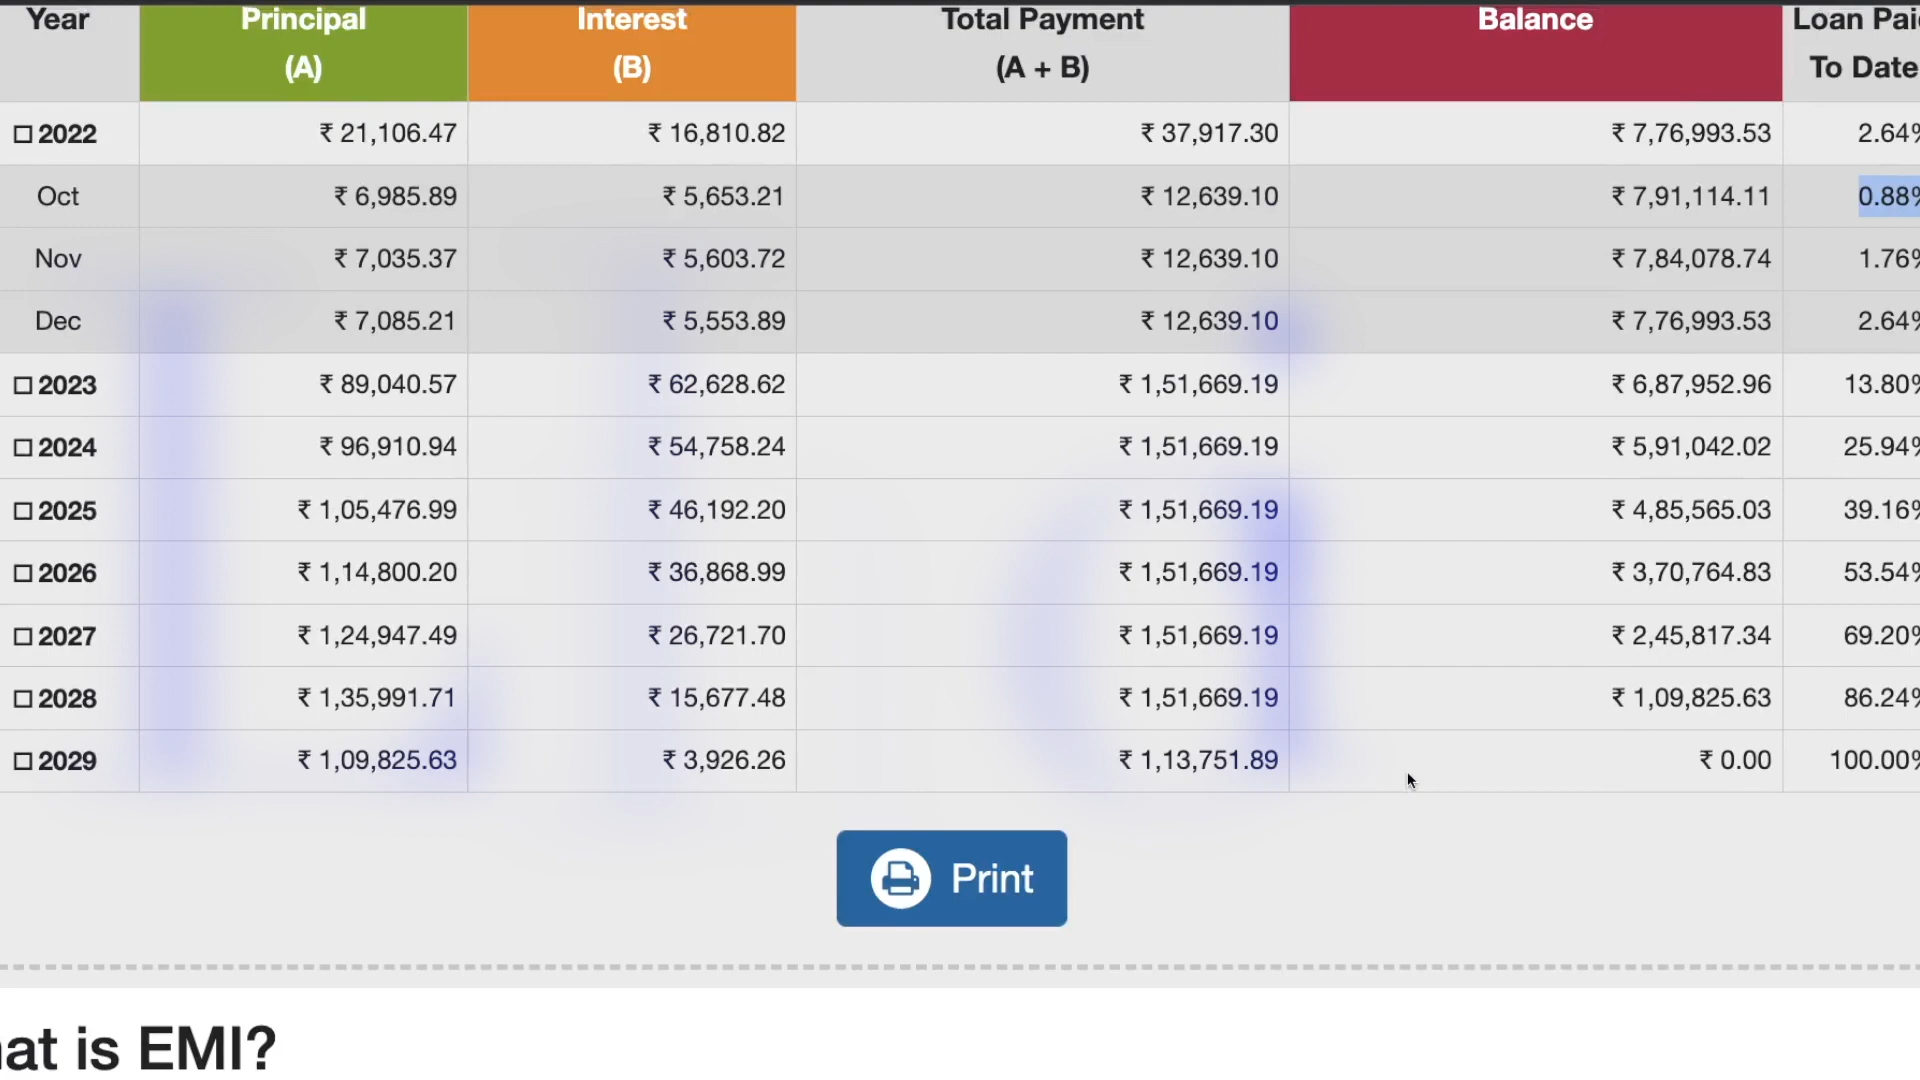 Year Principal (A) Interest (B) Total Payment (A + B) Balance Loan Pai To Date
2022 ₹ 21,106.47 ₹ 16,810.82 ₹ 37,917.30 ₹ 7,76,993.53 2.64%
Oct ₹ 6,985.89 ₹ 5,653.21 ₹ 12,639.10 ₹ 7,91,114.11 0.88%
Nov ₹ 7,035.37 ₹ 5,603.72 ₹ 12,639.10 ₹ 7,84,078.74 1.76%
Dec ₹ 7,085.21 ₹ 5,553.89 ₹ 12,639.10 ₹ 7,76,993.53 2.64%
2023 ₹ 89,040.57 ₹ 62,628.62 ₹ 1,51,669.19 ₹ 6,87,952.96 13.80%
2024 ₹ 96,910.94 ₹ 54,758.24 ₹ 1,51,669.19 ₹ 5,91,042.02 25.94%
2025 ₹ 1,05,476.99 ₹ 46,192.20 ₹ 1,51,669.19 ₹ 4,85,565.03 39.16%
2026 ₹ 1,14,800.20 ₹ 36,868.99 ₹ 1,51,669.19 ₹ 3,70,764.83 53.54%
2027 ₹ 1,24,947.49 ₹ 26,721.70 ₹ 1,51,669.19 ₹ 2,45,817.34 69.20%
2028 ₹ 1,35,991.71 ₹ 15,677.48 ₹ 1,51,669.19 ₹ 1,09,825.63 86.24%
2029 ₹ 1,09,825.63 ₹ 3,926.26 ₹ 1,13,751.89 ₹ 0.00 100.00%
Print
at is EMI?